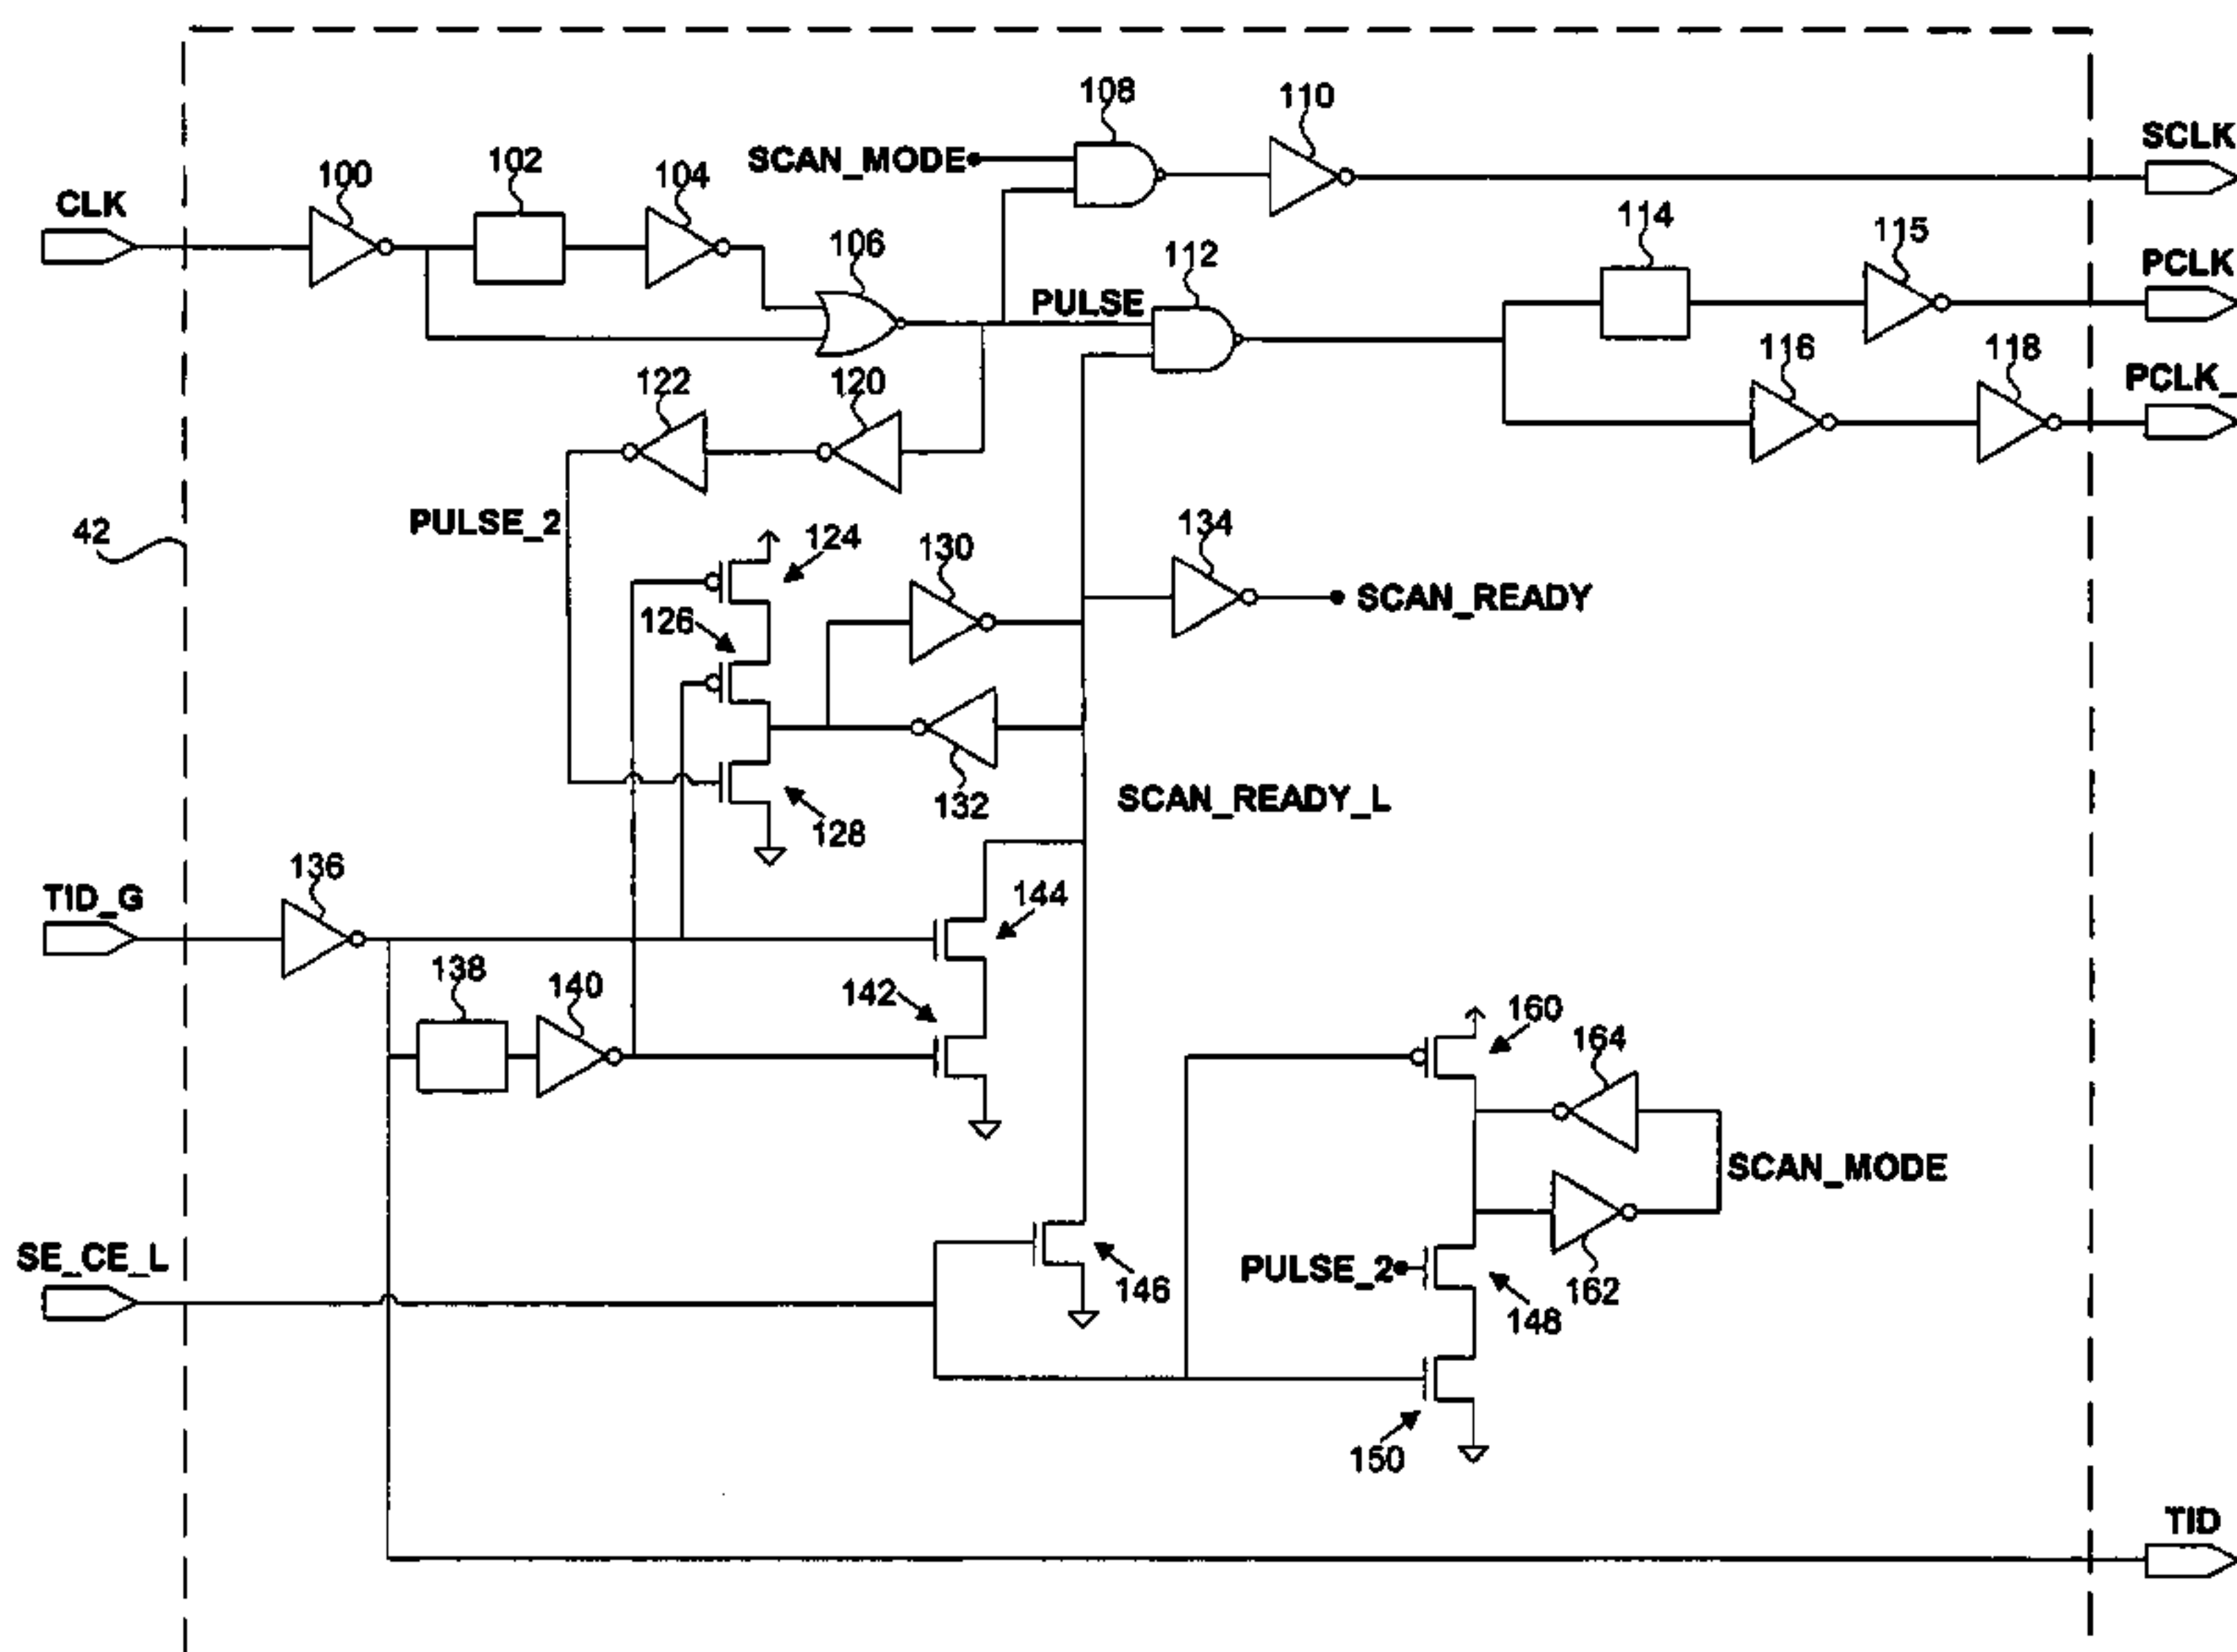 108
110
SCLK
SCAN_MODE
102
104
100
CLK
114
115
PCLK
106
112
PULSE
116
118
PCLK_
122
120
PULSE_2
42
124
130
134
126
SCAN_READY
132
SCAN_READY_L
128
136
TID_G
144
138
140
142
160
164
SCAN_MODE
SE_CE_L
PULSE_2
146
148
162
150
TID